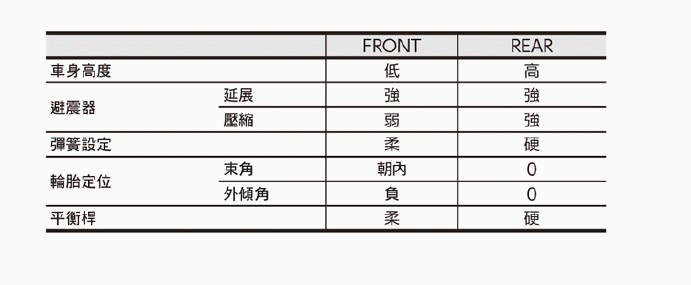 FRONT REAR
車身高度 低 高
避震器 延展 強 強
壓縮 弱 強
彈簧設定 柔 硬
輪胎定位 束角 朝內 0
外傾角 負 0
平衡桿 柔 硬